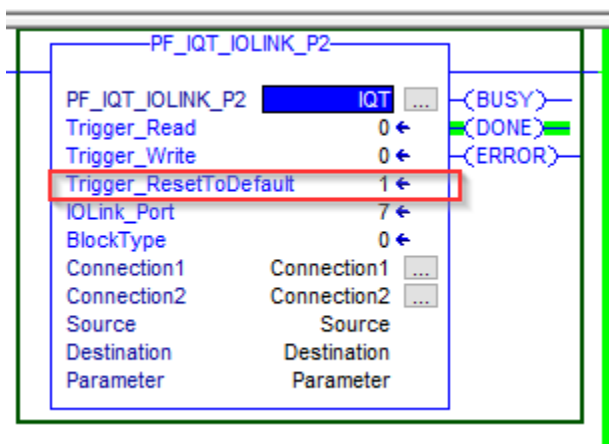 PF_IQT_IOLINK_P2
PF_IQT_IOLINK_P2 IQT ... (BUSY)
Trigger_Read 0 (DONE)
Trigger_Write 0 (ERROR)
Trigger_ResetToDefault 1
IOLink_Port 7
BlockType 0
Connection1 Connection1 ...
Connection2 Connection2 ...
Source Source
Destination Destination
Parameter Parameter